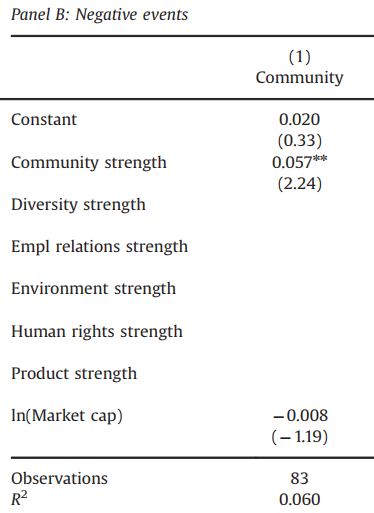 Panel B: Negative events
(1)
Community
Constant 0.020
(0.33)
Community strength 0.057**
(2.24)
Diversity strength
Empl relations strength
Environment strength
Human rights strength
Product strength
ln(Market cap) −0.008
(−1.19)
Observations 83
R² 0.060